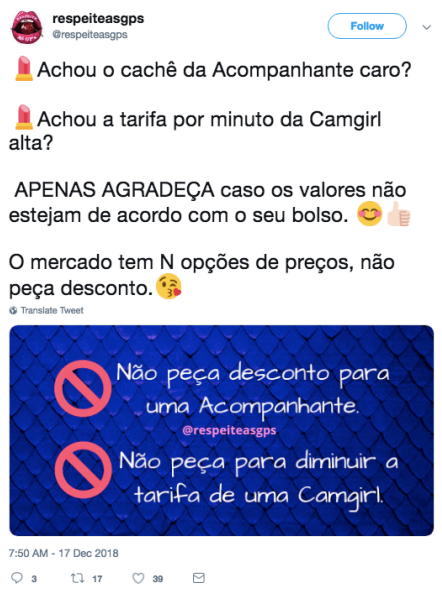 respeiteasgps
@respeiteasgps
Follow
💄Achou o cachê da Acompanhante caro?
💄Achou a tarifa por minuto da Camgirl
alta?
APENAS AGRADEÇA caso os valores não
estejam de acordo com o seu bolso. 😊👍🏻
O mercado tem N opções de preços, não
peça desconto.😘
Translate Tweet
Não peça desconto para
uma Acompanhante.
@respeiteasgps
Não peça para diminuir a
tarifa de uma Camgirl.
7:50 AM - 17 Dec 2018
3 17 39